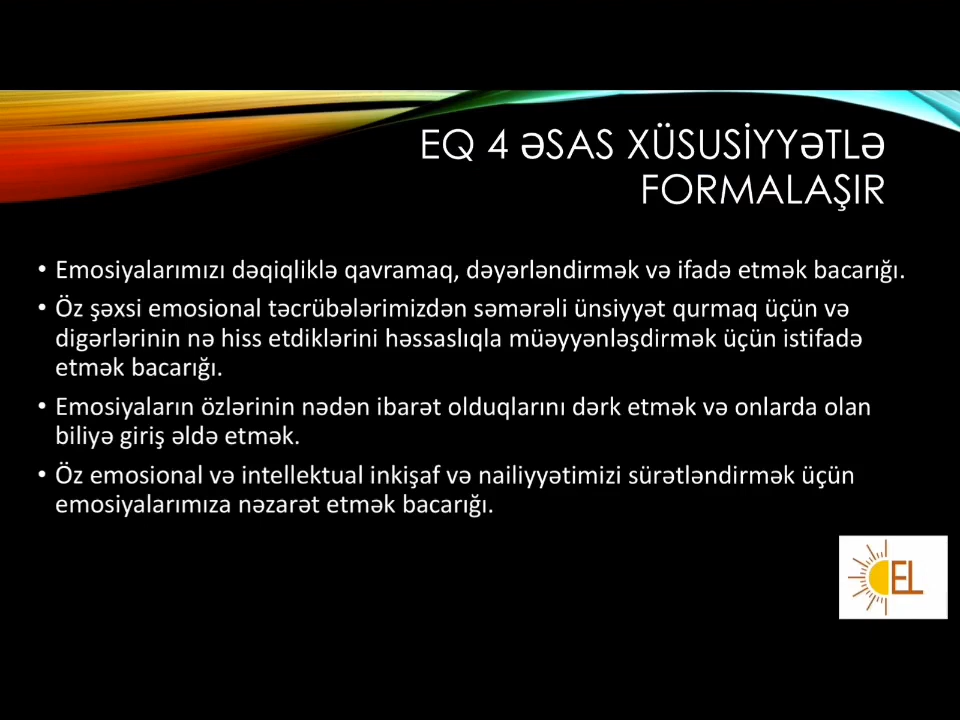 EQ 4 ƏSAS XÜSUSİYYƏTLƏ
FORMALAŞIR
• Emosiyalarımızı dəqiqliklə qavramaq, dəyərləndirmək və ifadə etmək bacarığı.
• Öz şəxsi emosional təcrübələrimizdən səmərəli ünsiyyət qurmaq üçün və
digərlərinin nə hiss etdiklərini həssaslıqla müəyyənləşdirmək üçün istifadə
etmək bacarığı.
• Emosiyaların özlərinin nədən ibarət olduqlarını dərk etmək və onlarda olan
biliyə giriş əldə etmək.
• Öz emosional və intellektual inkişaf və nailiyyətimizi sürətləndirmək üçün
emosiyalarımıza nəzarət etmək bacarığı.
EL